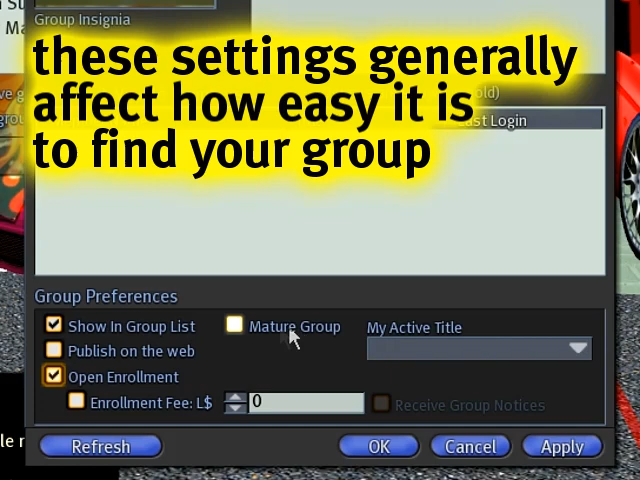 Group Insignia
these settings generally
affect how easy it is
to find your group
Last Login
Group Preferences
Show In Group List
Mature Group
My Active Title
Publish on the web
Open Enrollment
Enrollment Fee: L$
0
Receive Group Notices
Refresh
OK
Cancel
Apply